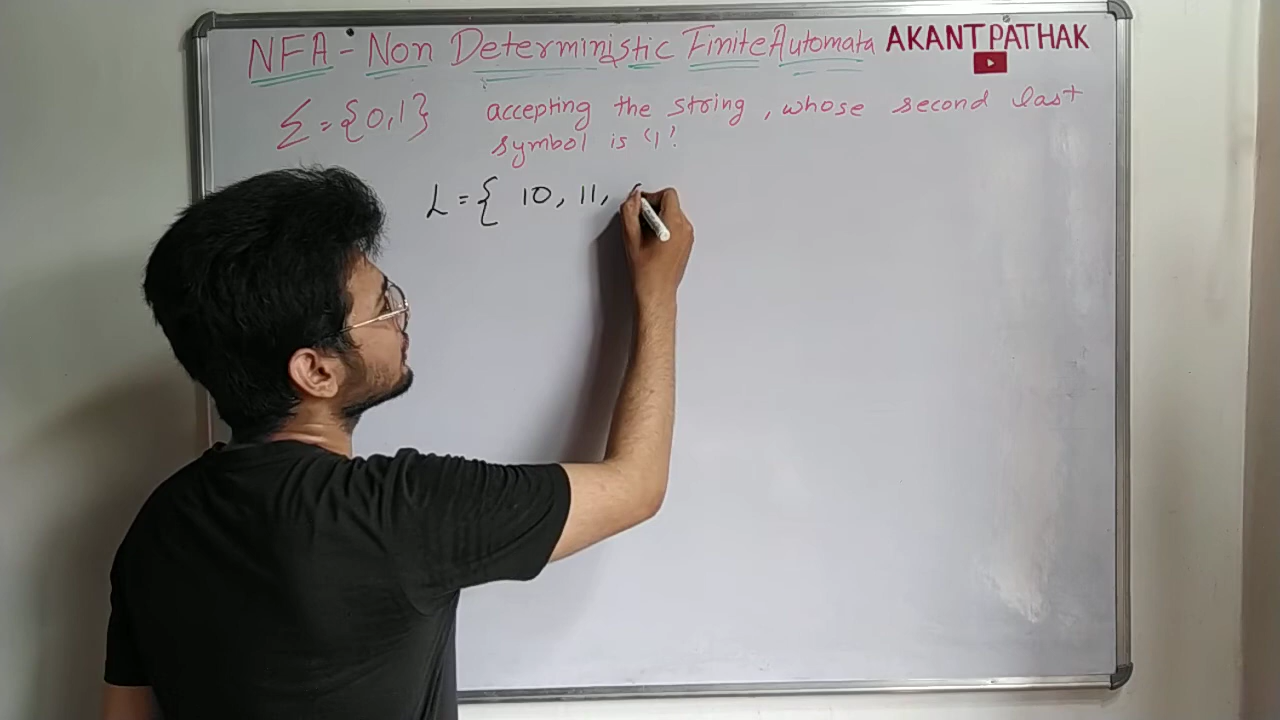 NFA - Non Deterministic Finite Automata AKANT PATHAK
Σ = {0,1} accepting the string, whose second last
symbol is '1'
L = { 10, 11,